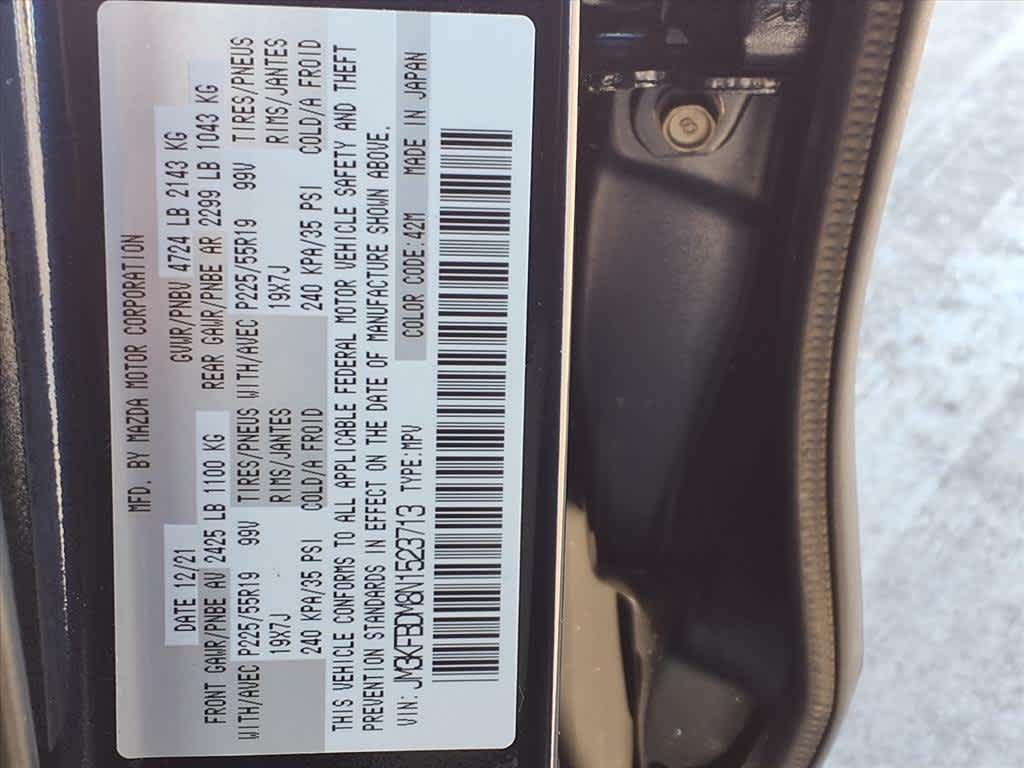 MFD. BY MAZDA MOTOR CORPORATION
DATE 12/21 GVWR/PNBV 4724 LB 2143 KG
FRONT GAWR/PNBE AV 2425 LB 1100 KG REAR GAWR/PNBE AR 2299 LB 1043 KG
WITH/AVEC P225/55R19 99V TIRES/PNEUS WITH/AVEC P225/55R19 99V TIRES/PNEUS
19X7J RIMS/JANTES 19X7J RIMS/JANTES
240 KPA/35 PSI COLD/A FROID 240 KPA/35 PSI COLD/A FROID
THIS VEHICLE CONFORMS TO ALL APPLICABLE FEDERAL MOTOR VEHICLE SAFETY AND THEFT
PREVENTION STANDARDS IN EFFECT ON THE DATE OF MANUFACTURE SHOWN ABOVE.
VIN: JM3KFBDM8N1523713 TYPE:MPV COLOR CODE:42M MADE IN JAPAN